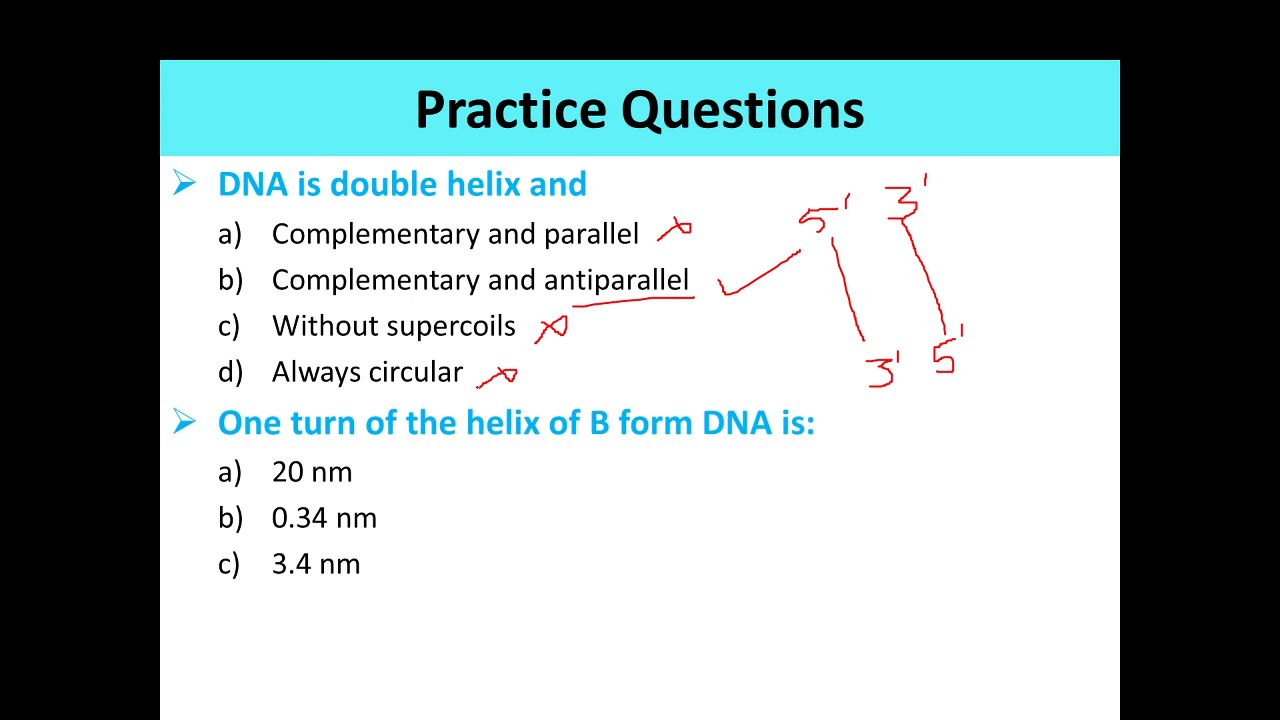 Practice Questions
DNA is double helix and
a) Complementary and parallel
b) Complementary and antiparallel
c) Without supercoils
d) Always circular
5' 3'
3' 5'
One turn of the helix of B form DNA is:
a) 20 nm
b) 0.34 nm
c) 3.4 nm